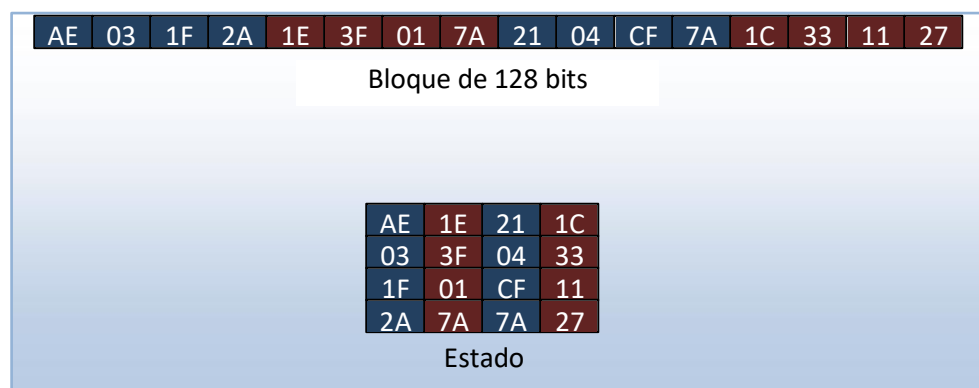 AE 03 1F 2A 1E 3F 01 7A 21 04 CF 7A 1C 33 11 27
Bloque de 128 bits
AE 1E 21 1C
03 3F 04 33
1F 01 CF 11
2A 7A 7A 27
Estado